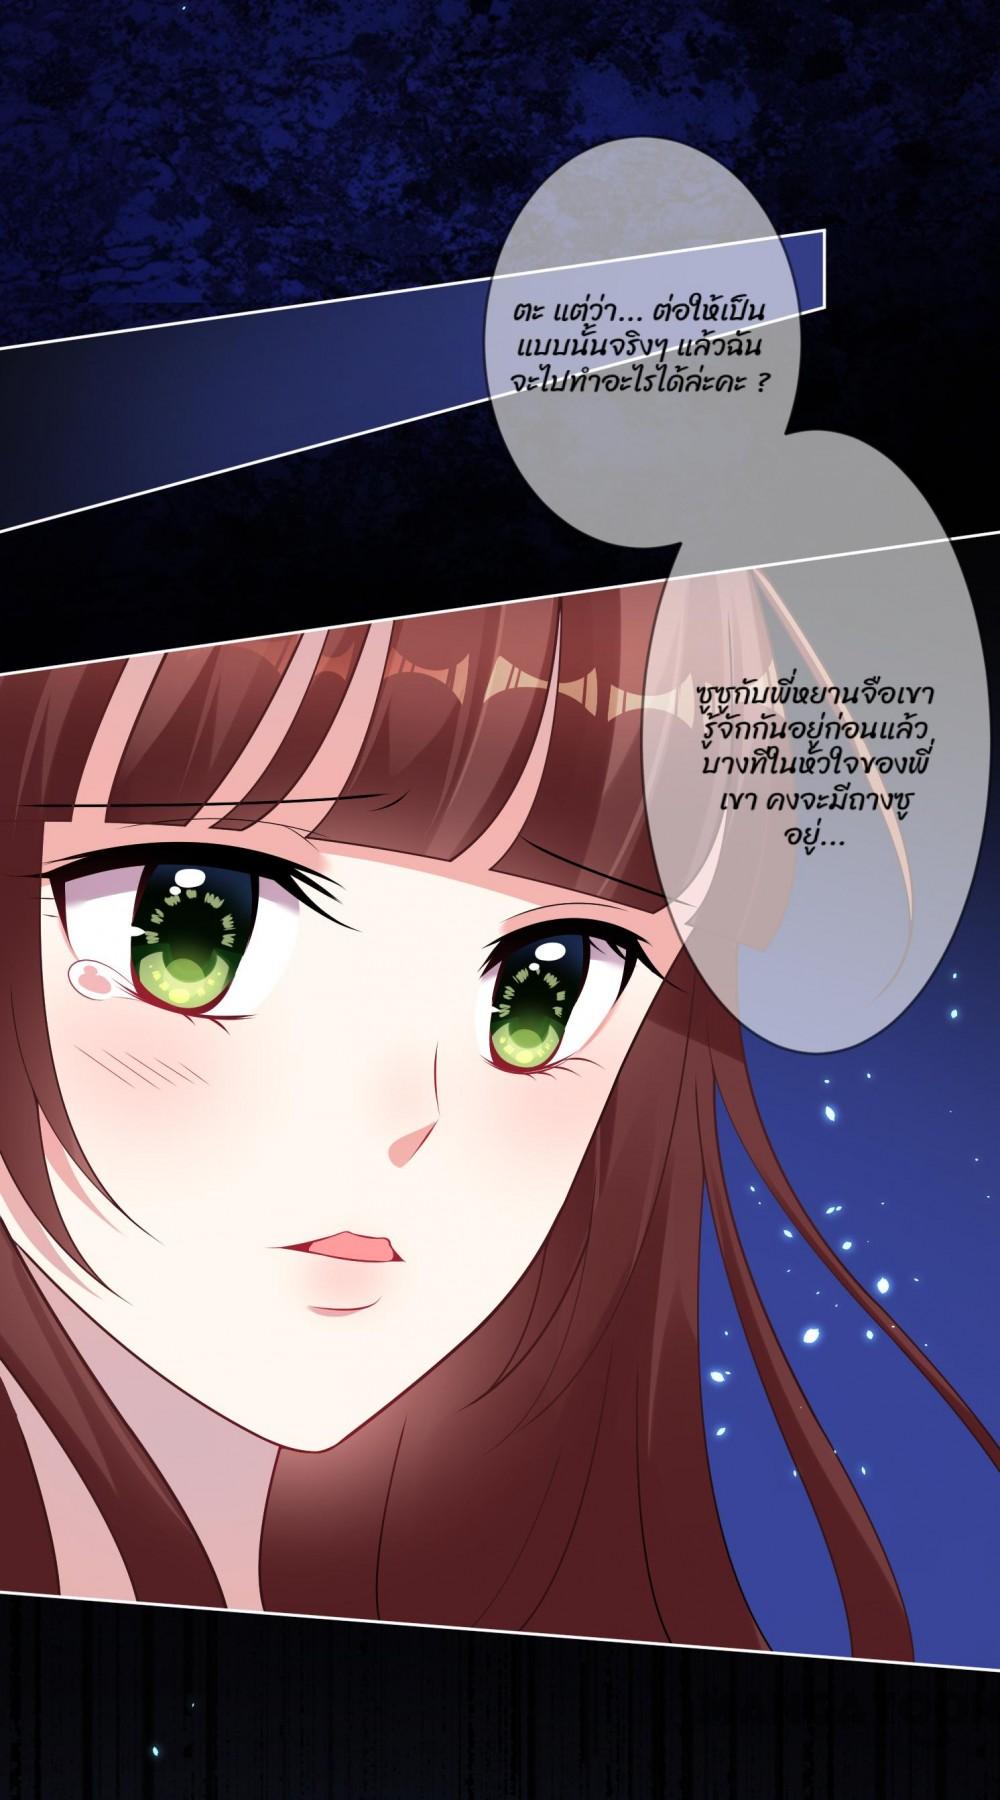 ตะ แต่ว่า... ต่อให้เป็น
แบบนั้นจริงๆ แล้วฉัน
จะไปทำอะไรได้ล่ะคะ ?
ซูซูกับพี่หยานจือเขา
รู้จักกันอยู่ก่อนแล้ว
บางทีในหัวใจของพี่
เขา คงจะมีถางซู
อยู่...